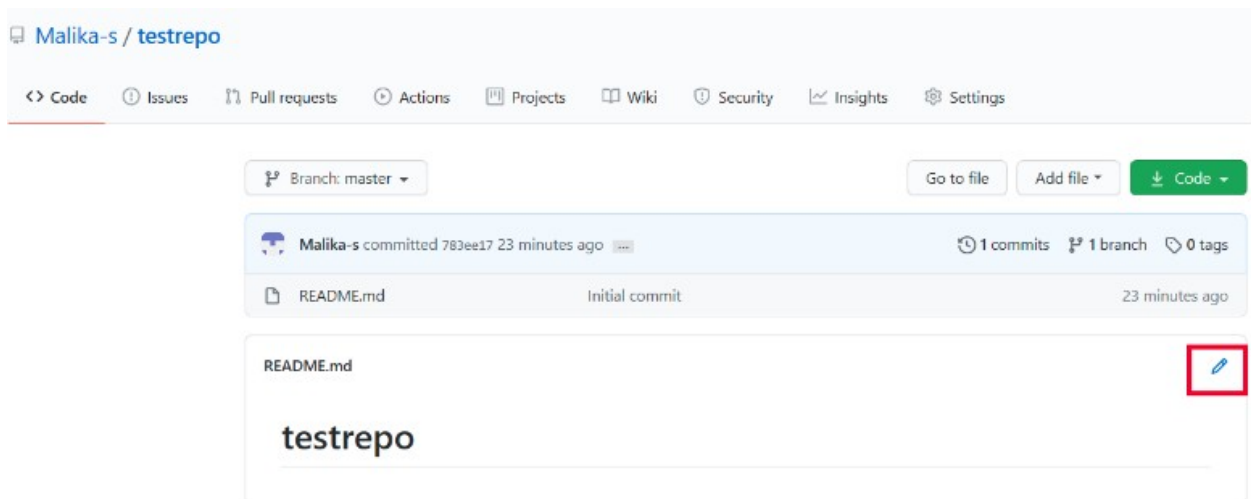 Malika-s / testrepo
<> Code Issues Pull requests Actions Projects Wiki Security Insights Settings
Branch: master Go to file Add file Code
Malika-s committed 783ee17 23 minutes ago ... 1 commits 1 branch 0 tags
README.md Initial commit 23 minutes ago
README.md
testrepo